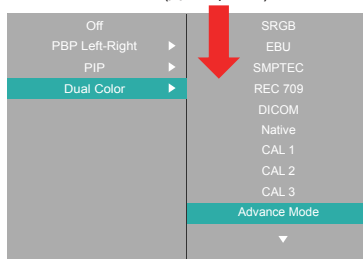 Off
PBP Left-Right
PIP
Dual Color
SRGB
EBU
SMPTEC
REC 709
DICOM
Native
CAL 1
CAL 2
CAL 3
Advance Mode